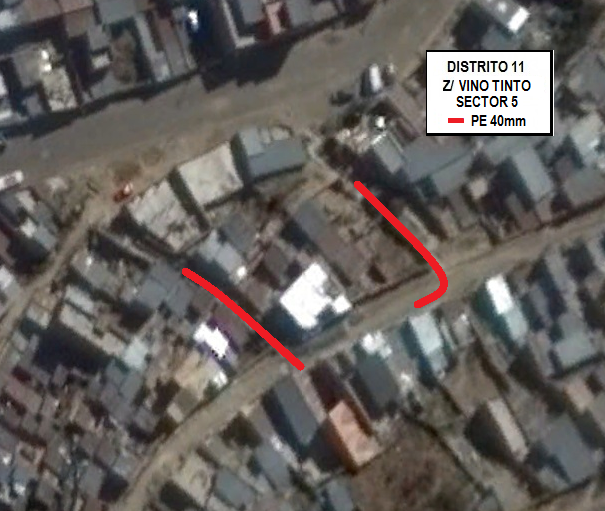 DISTRITO 11
Z/ VINO TINTO
SECTOR 5
PE 40mm